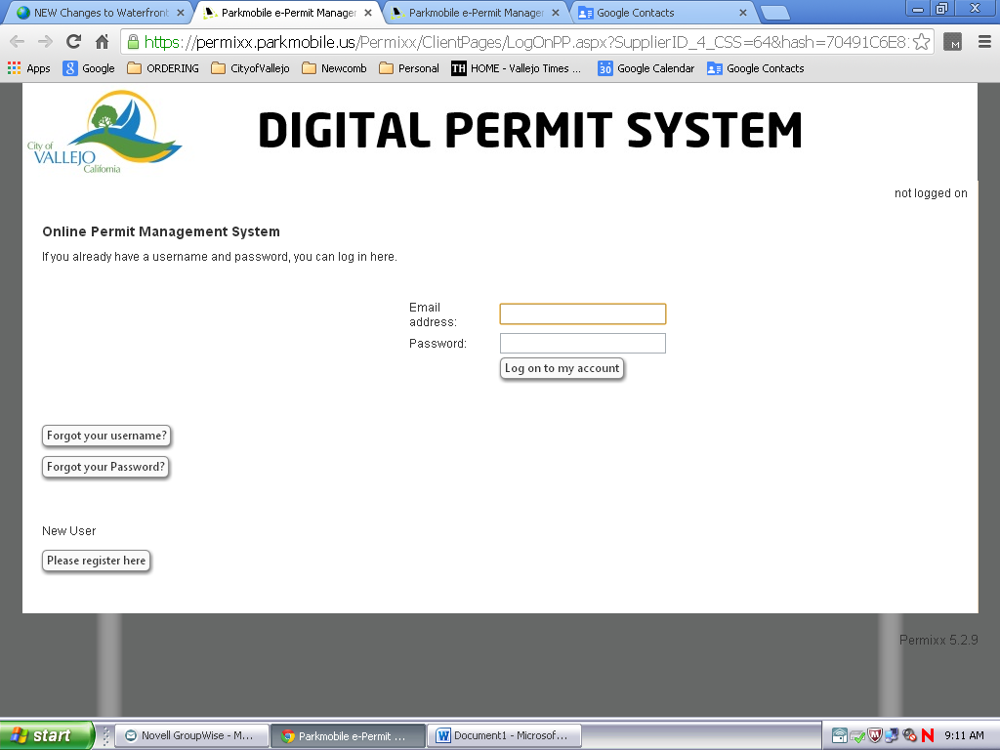 NEW Changes to Waterfront
Parkmobile e-Permit Manager
Parkmobile e-Permit Manager
Google Contacts
https://permixx.parkmobile.us/Permixx/ClientPages/LogOnPP.aspx?SupplierID_4_CSS=64&hash=70491C6E8
M
Apps
Google
ORDERING
CityofVallejo
Newcomb
Personal
TH HOME - Vallejo Times ...
30 Google Calendar
Google Contacts
City of
VALLEJO
California
DIGITAL PERMIT SYSTEM
not logged on
Online Permit Management System
If you already have a username and password, you can log in here.
Email
address:
Password:
Log on to my account
Forgot your username?
Forgot your Password?
New User
Please register here
Permixx 5.2.9
start
Novell GroupWise - M...
Parkmobile e-Permit ...
Document1 - Microsof...
9:11 AM